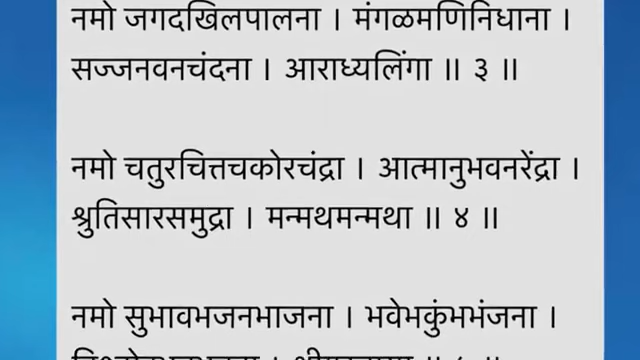 नमो जगदखिलपालना । मंगळमणिनिधाना ।
सज्जनवनचंदना । आराध्यलिंगा ॥ ३ ॥
नमो चतुरचित्तचकोरचंद्रा । आत्मानुभवनरेंद्रा ।
श्रुतिसारसमुद्रा । मन्मथमन्मथा ॥ ४ ॥
नमो सुभावभजनभाजना । भवेभकुंभभंजना ।